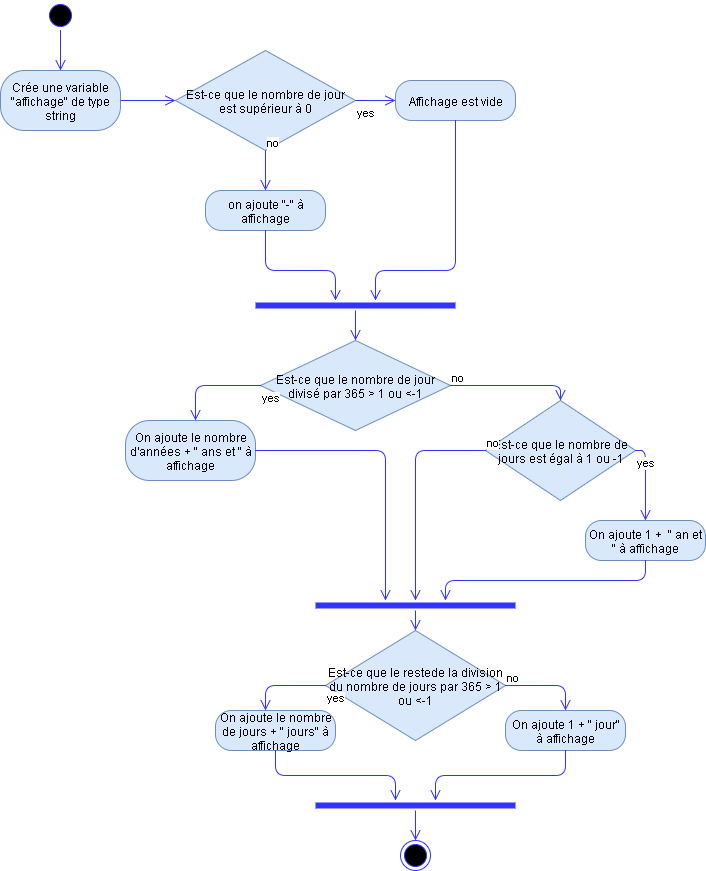 Crée une variable
"affichage" de type
string
Est-ce que le nombre de jour
est supérieur à 0
yes
Affichage est vide
no
on ajoute "-" à
affichage
Est-ce que le nombre de jour
divisé par 365 > 1 ou <-1
yes
no
On ajoute le nombre
d'années + " ans et " à
affichage
no
st-ce que le nombre de
jours est égal à 1 ou -1
yes
On ajoute 1 + " an et
" à affichage
Est-ce que le restede la division
du nombre de jours par 365 > 1
ou <-1
yes
no
On ajoute le nombre
de jours + " jours" à
affichage
On ajoute 1 + " jour"
à affichage